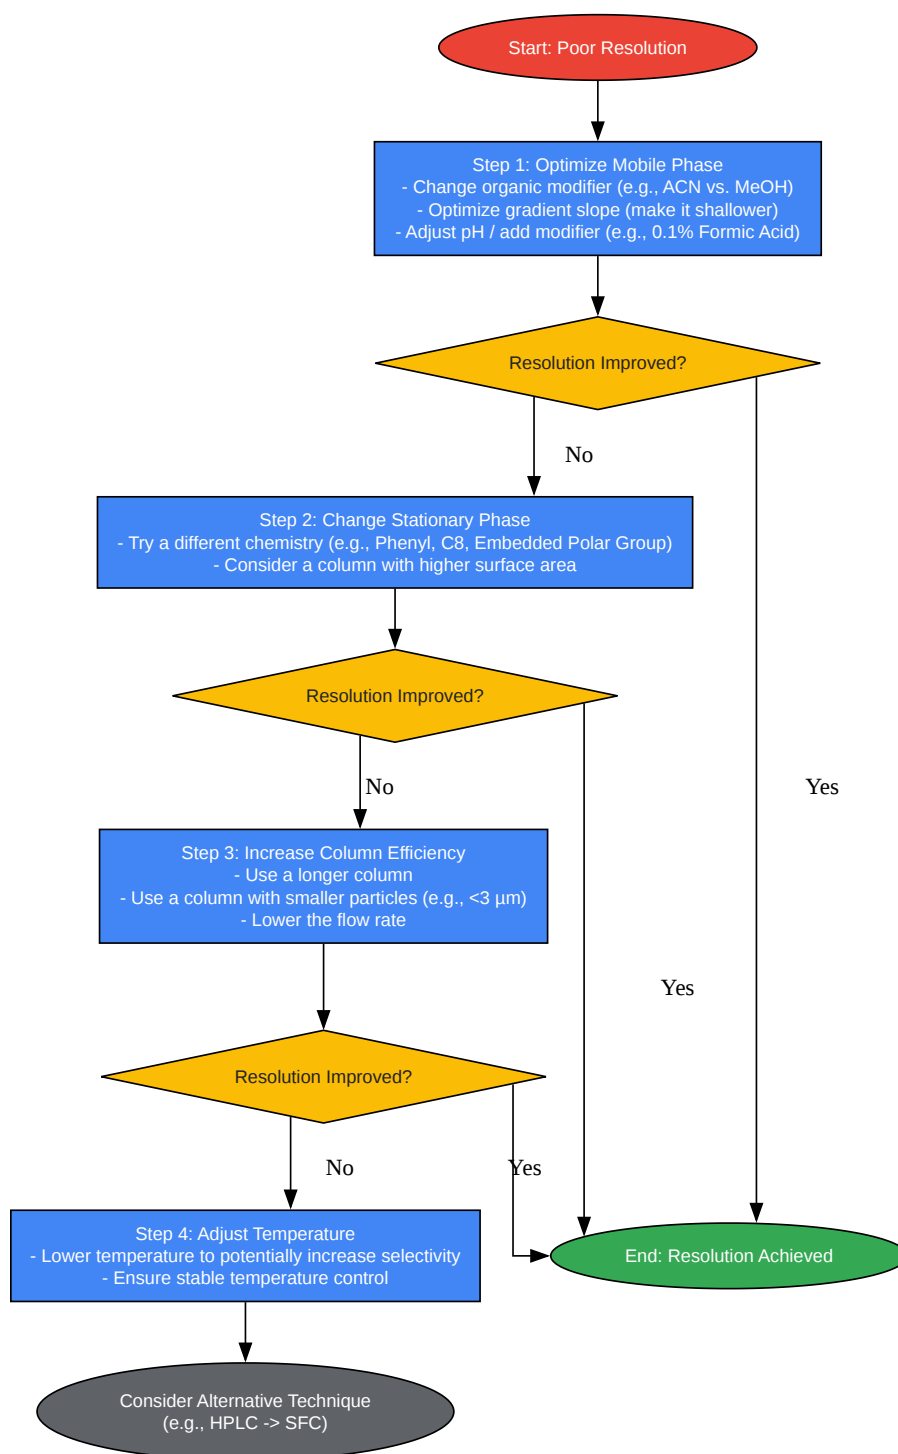 Start: Poor Resolution
Step 1: Optimize Mobile Phase
- Change organic modifier (e.g., ACN vs. MeOH)
- Optimize gradient slope (make it shallower)
- Adjust pH / add modifier (e.g., 0.1% Formic Acid)
Resolution Improved?
No
Step 2: Change Stationary Phase
- Try a different chemistry (e.g., Phenyl, C8, Embedded Polar Group)
- Consider a column with higher surface area
Resolution Improved?
No
Yes
Step 3: Increase Column Efficiency
- Use a longer column
- Use a column with smaller particles (e.g., <3 µm)
- Lower the flow rate
Yes
Resolution Improved?
No
Yes
Step 4: Adjust Temperature
- Lower temperature to potentially increase selectivity
- Ensure stable temperature control
End: Resolution Achieved
Consider Alternative Technique
(e.g., HPLC -> SFC)